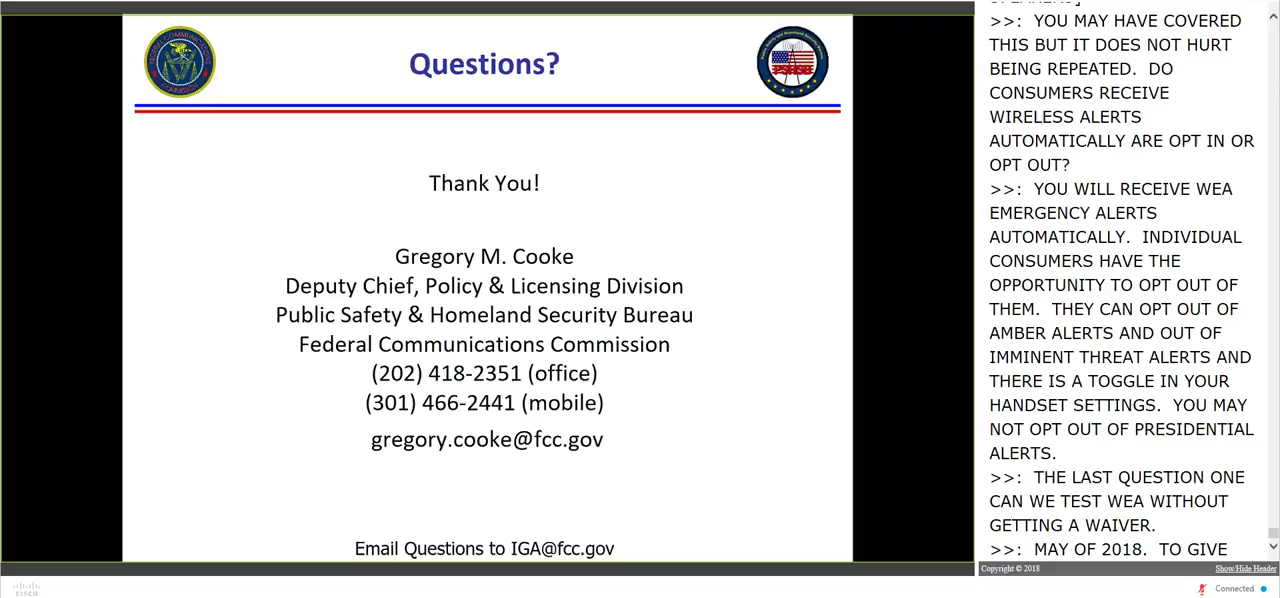 Questions?
Thank You!
Gregory M. Cooke
Deputy Chief, Policy & Licensing Division
Public Safety & Homeland Security Bureau
Federal Communications Commission
(202) 418-2351 (office)
(301) 466-2441 (mobile)
gregory.cooke@fcc.gov
Email Questions to IGA@fcc.gov
>>: YOU MAY HAVE COVERED
THIS BUT IT DOES NOT HURT
BEING REPEATED. DO
CONSUMERS RECEIVE
WIRELESS ALERTS
AUTOMATICALLY ARE OPT IN OR
OPT OUT?
>>: YOU WILL RECEIVE WEA
EMERGENCY ALERTS
AUTOMATICALLY. INDIVIDUAL
CONSUMERS HAVE THE
OPPORTUNITY TO OPT OUT OF
THEM. THEY CAN OPT OUT OF
AMBER ALERTS AND OUT OF
IMMINENT THREAT ALERTS AND
THERE IS A TOGGLE IN YOUR
HANDSET SETTINGS. YOU MAY
NOT OPT OUT OF PRESIDENTIAL
ALERTS.
>>: THE LAST QUESTION ONE
CAN WE TEST WEA WITHOUT
GETTING A WAIVER.
>>: MAY OF 2018. TO GIVE
Copyright © 2018 Show/Hide Header
CISCO
Connected